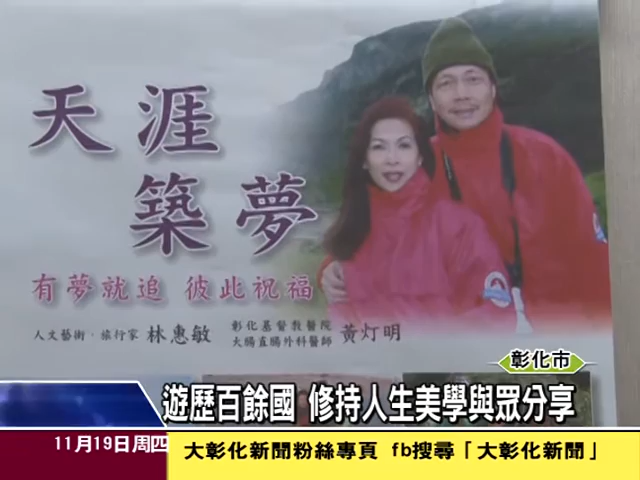 天涯
築夢
有夢就追 彼此祝福
人文藝術．旅行家 林惠敏 彰化基督教醫院 大腸直腸外科醫師 黃灯明
彰化市
遊歷百餘國 修持人生美學與眾分享
11月19日周四 大彰化新聞粉絲專頁 fb搜尋「大彰化新聞」